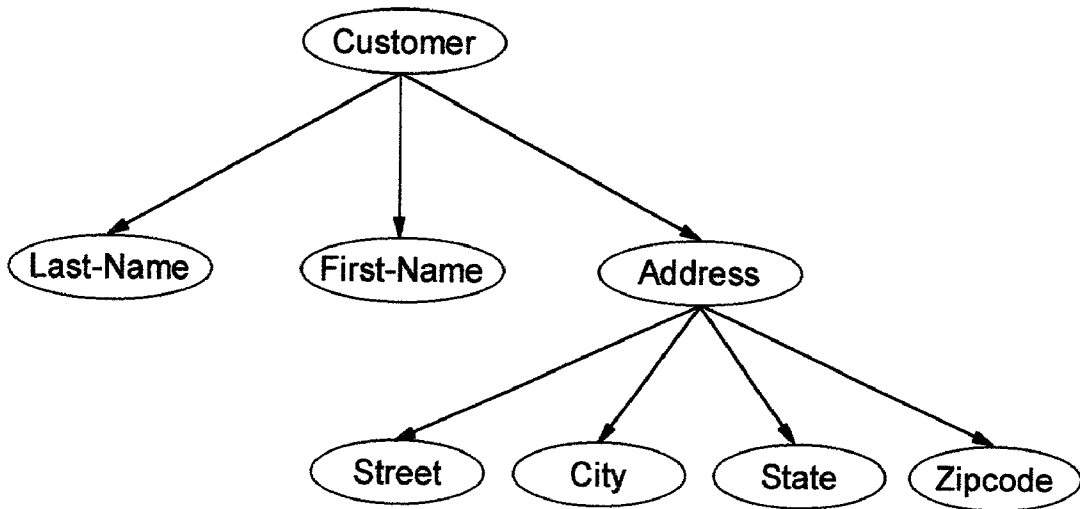 Customer
Last-Name
First-Name
Address
Street
City
State
Zipcode